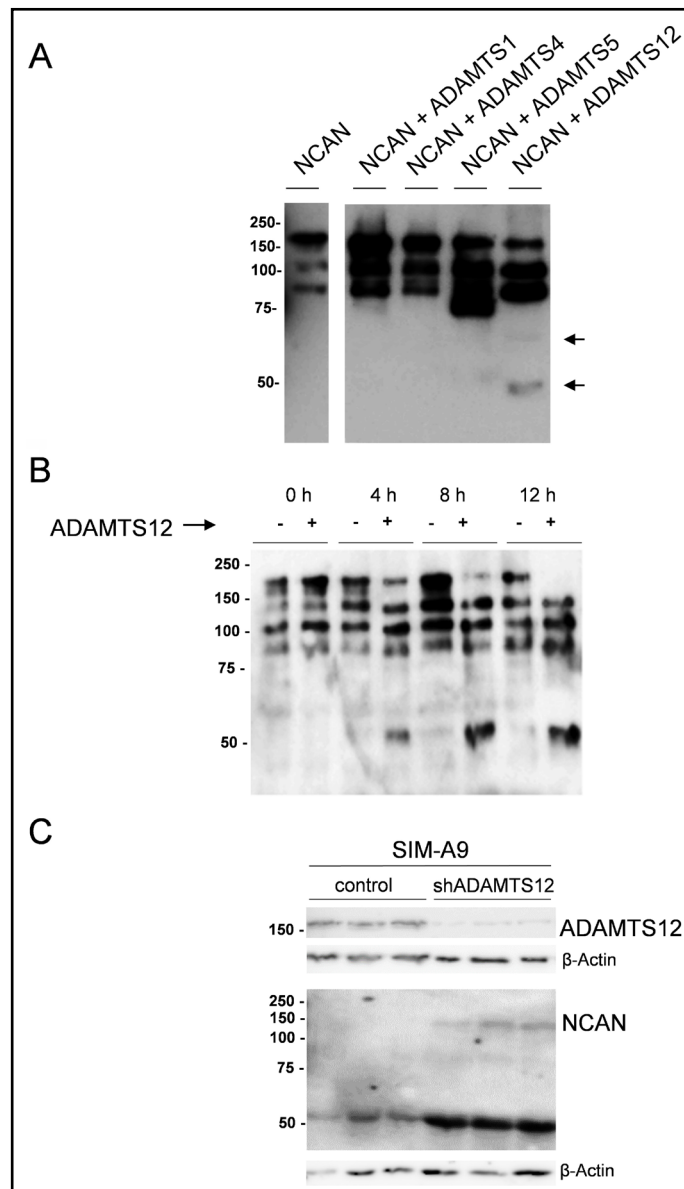 A
NCAN
NCAN + ADAMTS1
NCAN + ADAMTS4
NCAN + ADAMTS5
NCAN + ADAMTS12
250-
150-
100-
75-
50-
B
0 h 4 h 8 h 12 h
ADAMTS12 → - + - + - + - +
250 -
150 -
100 -
75 -
50 -
C
SIM-A9
control shADAMTS12
150 - ADAMTS12
β-Actin
250 -
150 - NCAN
100 -
75 -
50 -
β-Actin